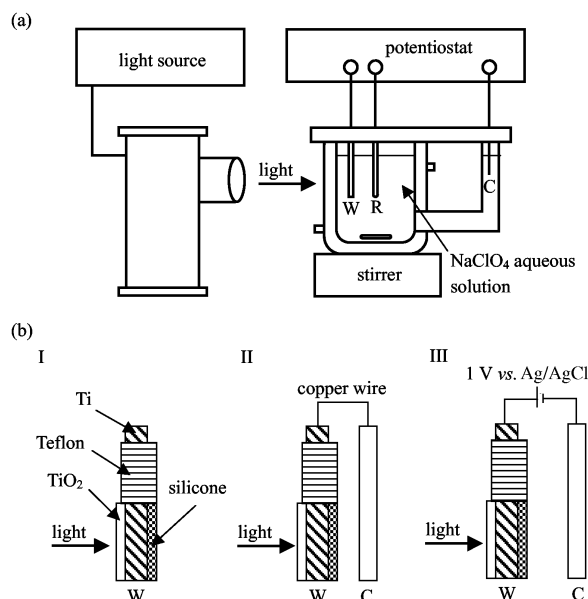 (a)
light source
potentiostat
light
W
R
C
NaClO₄ aqueous
solution
stirrer
(b)
I
II
III
1 V vs. Ag/AgCl
copper wire
Ti
Teflon
TiO₂
silicone
light
light
light
W
W
C
W
C